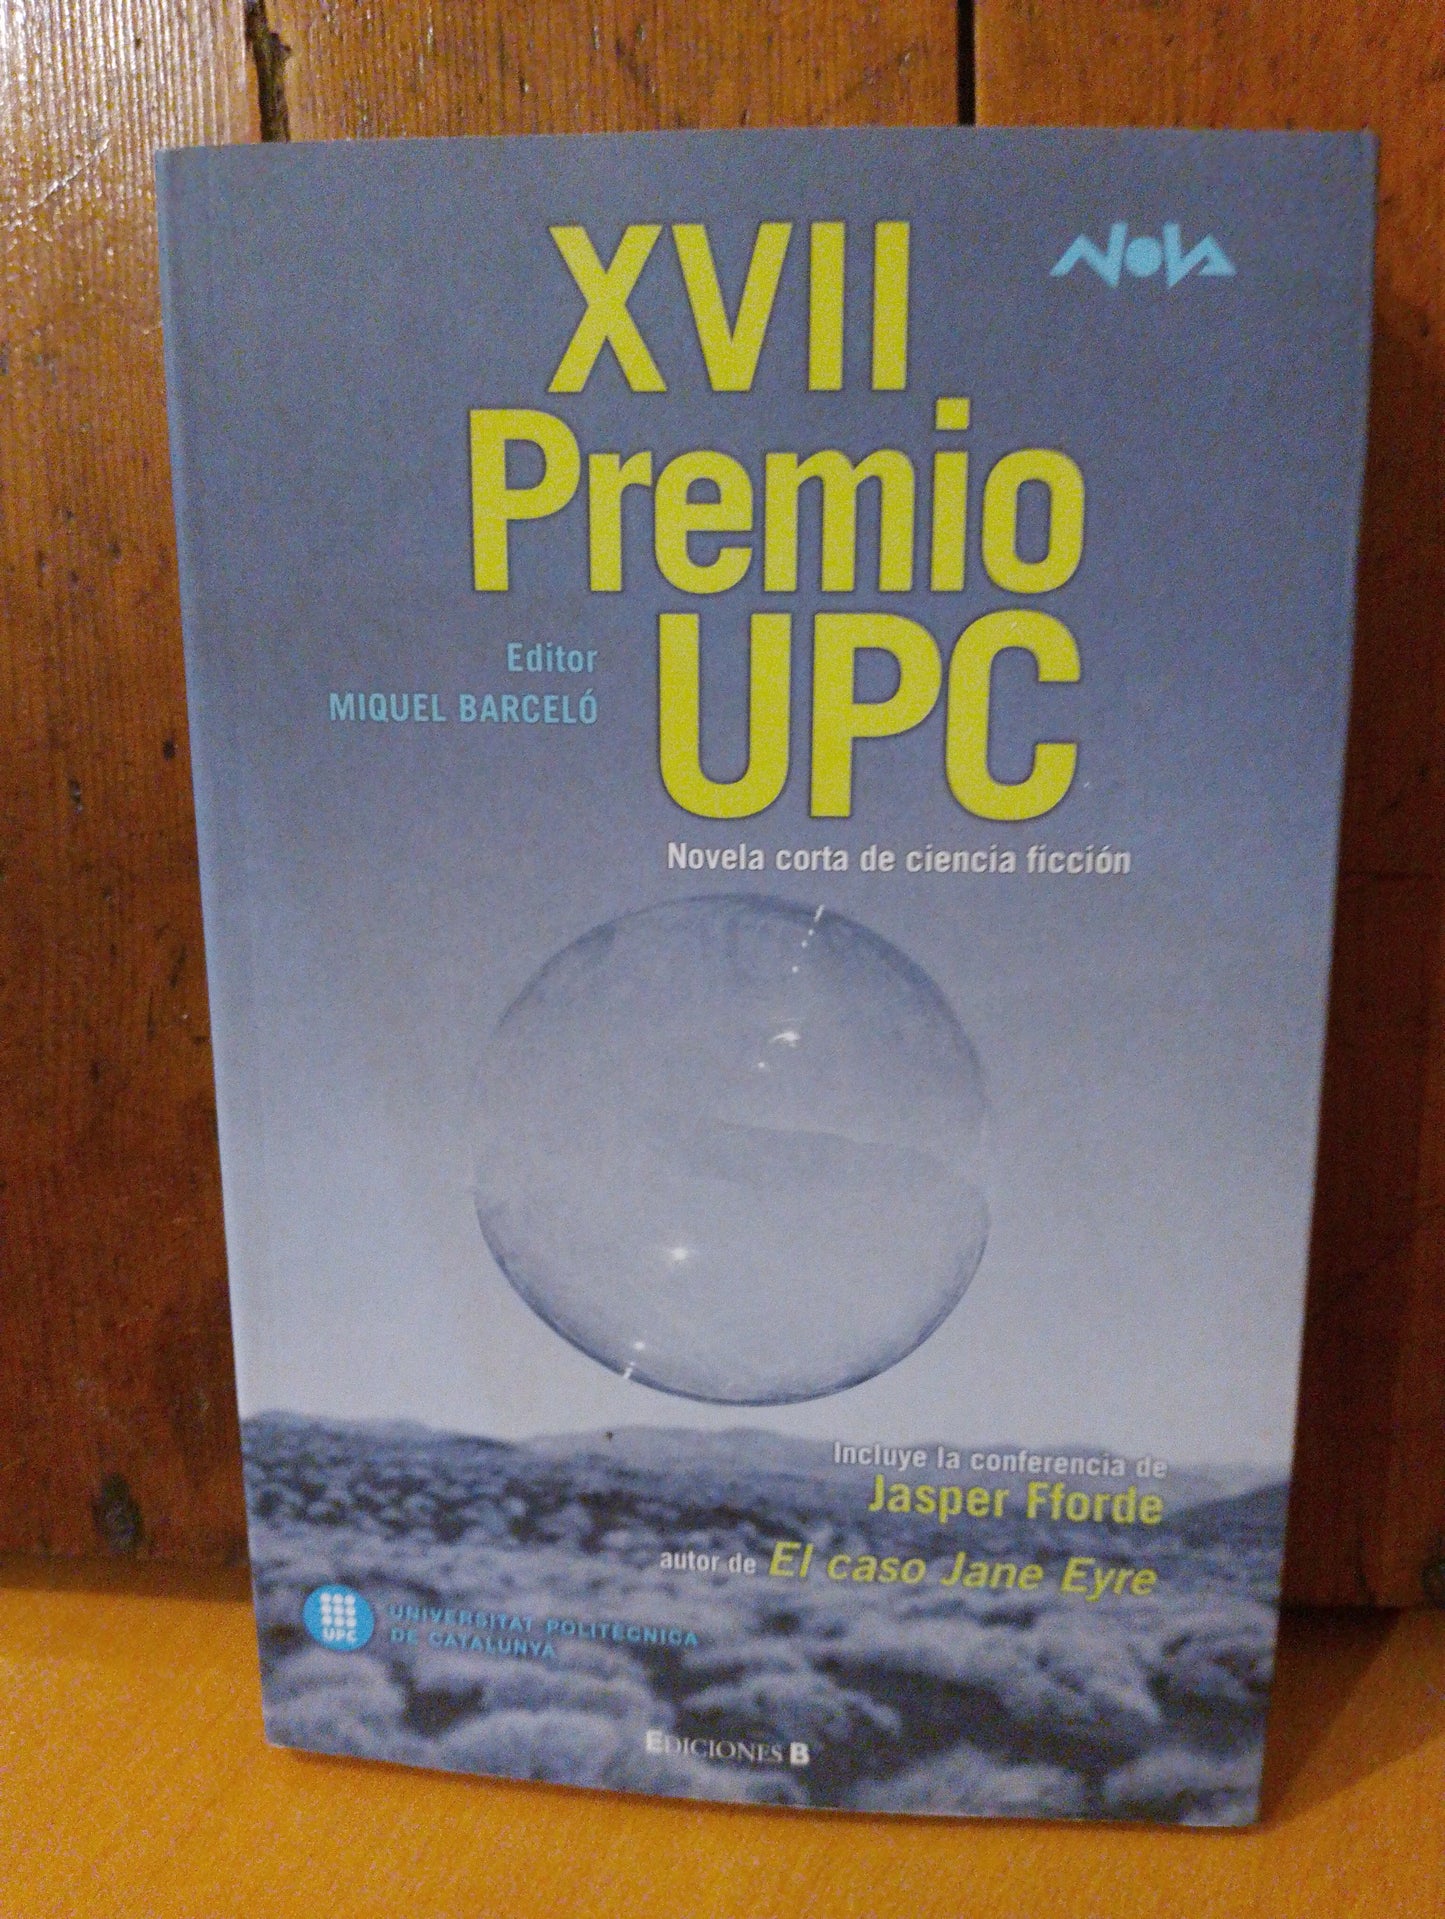 NOVA
XVII
Premio
UPC
Editor
MIQUEL BARCELÓ
Novela corta de ciencia ficción
Incluye la conferencia de
Jasper Fforde
autor de El caso Jane Eyre
UPC
UNIVERSITAT POLITÈCNICA
DE CATALUNYA
EDICIONES B